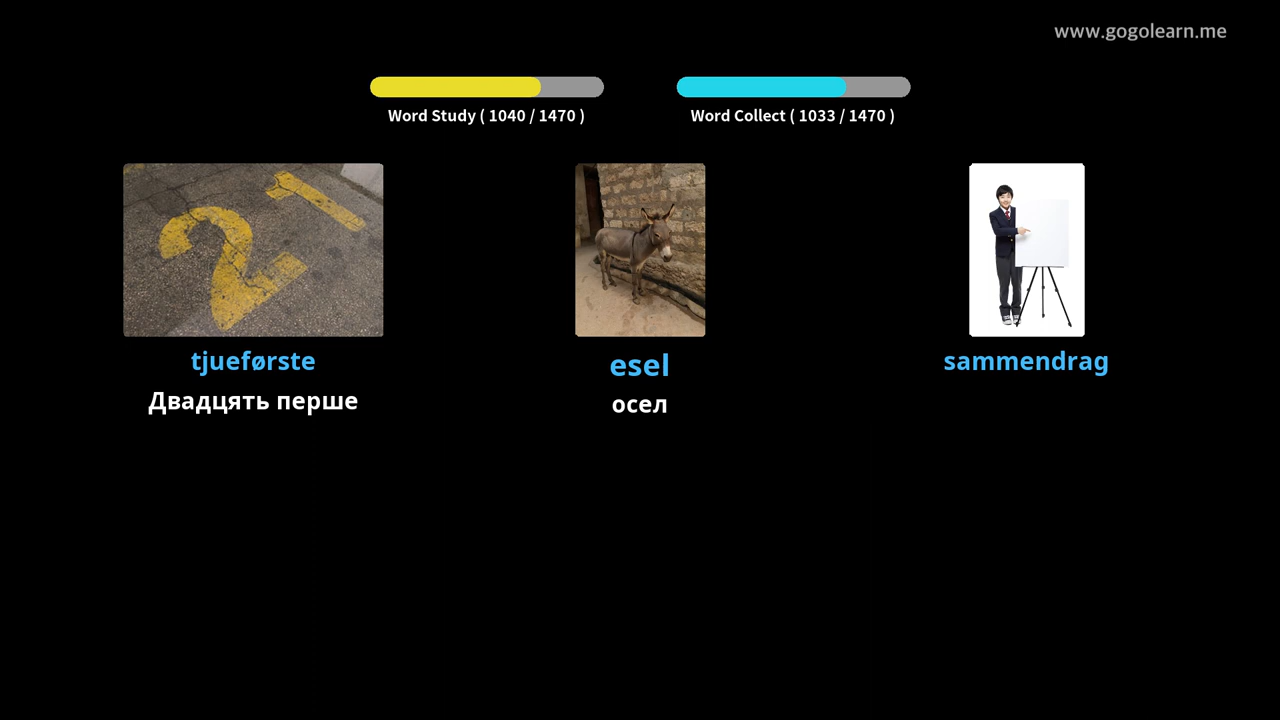 www.gogolearn.me
Word Study ( 1040 / 1470 )
Word Collect ( 1033 / 1470 )
21
tjueførste
esel
sammendrag
Двадцять перше
осел